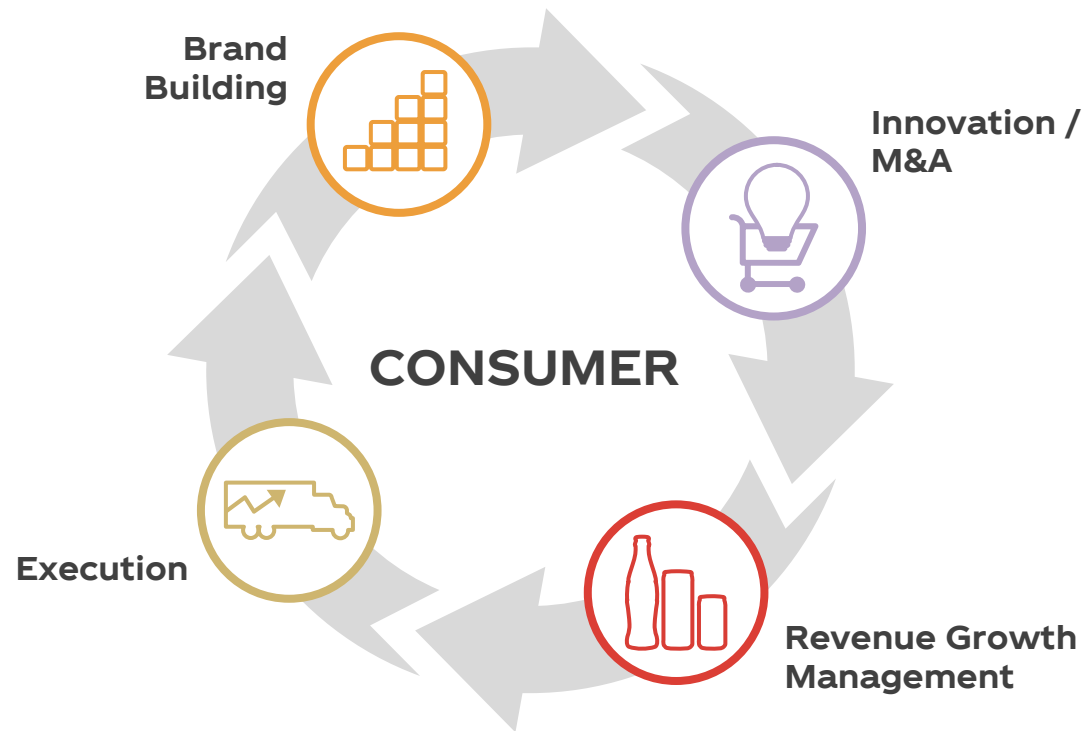 Brand
Building
Innovation /
M&A
CONSUMER
Execution
Revenue Growth
Management